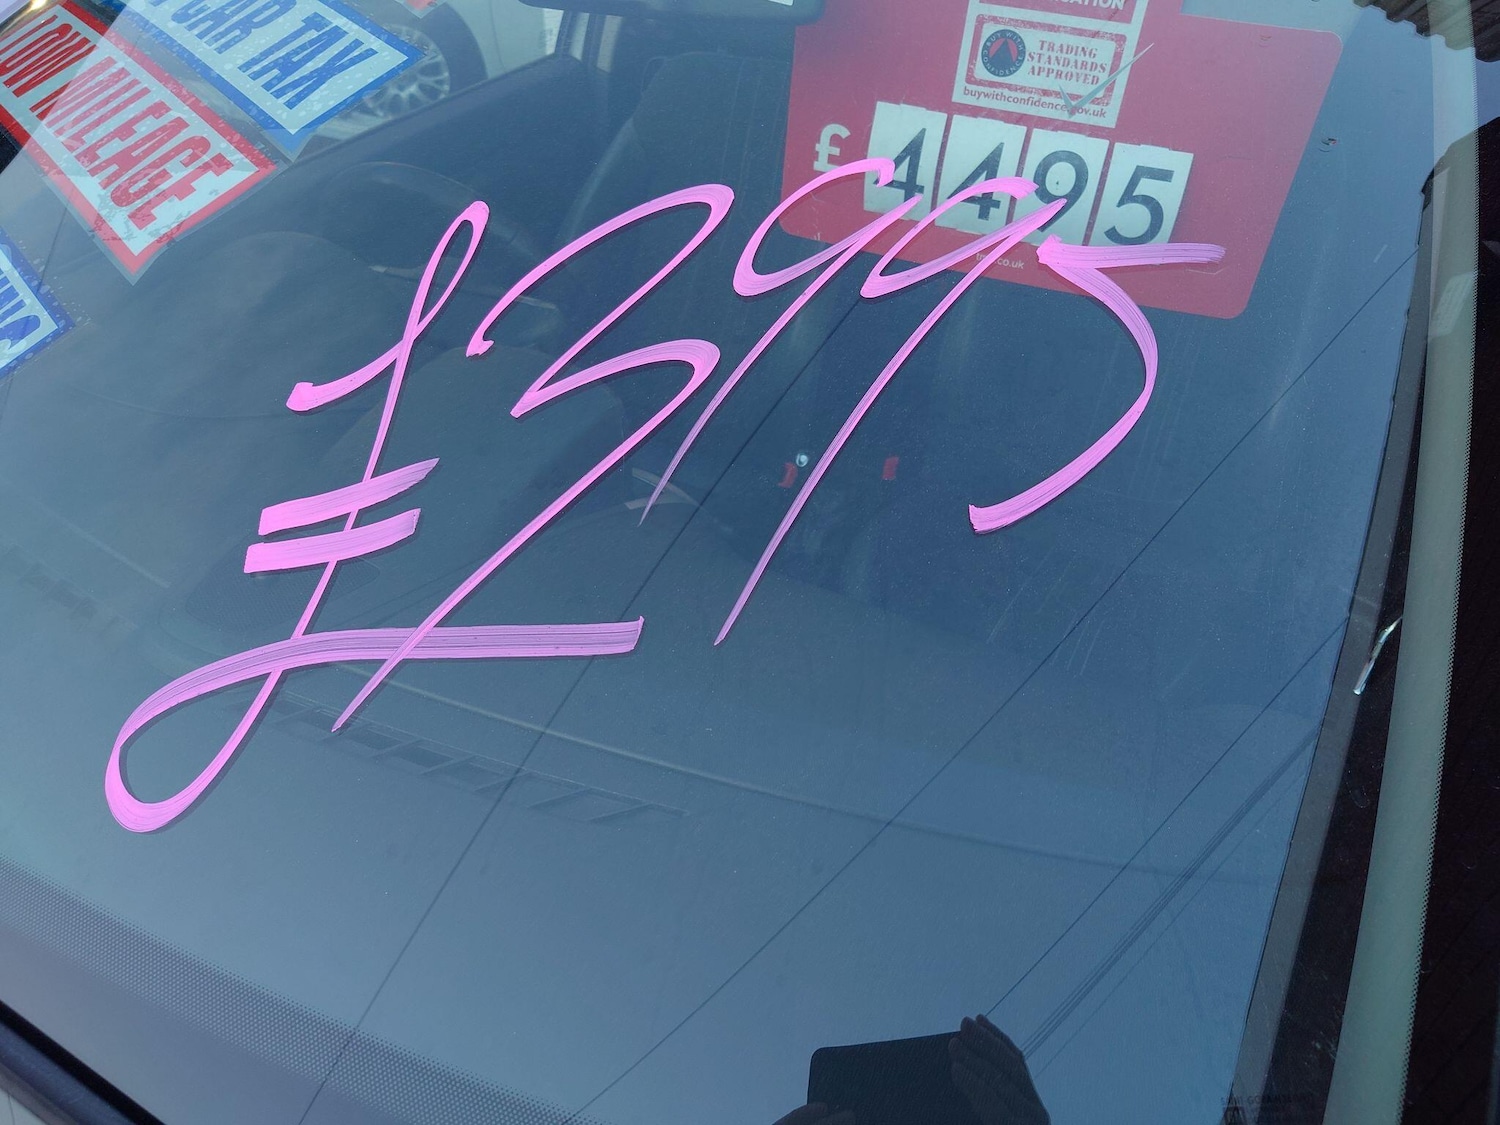 LOW MILEAGE
CAR TAX
TRADING
STANDARDS
APPROVED
buywithconfidence.gov.uk
£4495
£3995